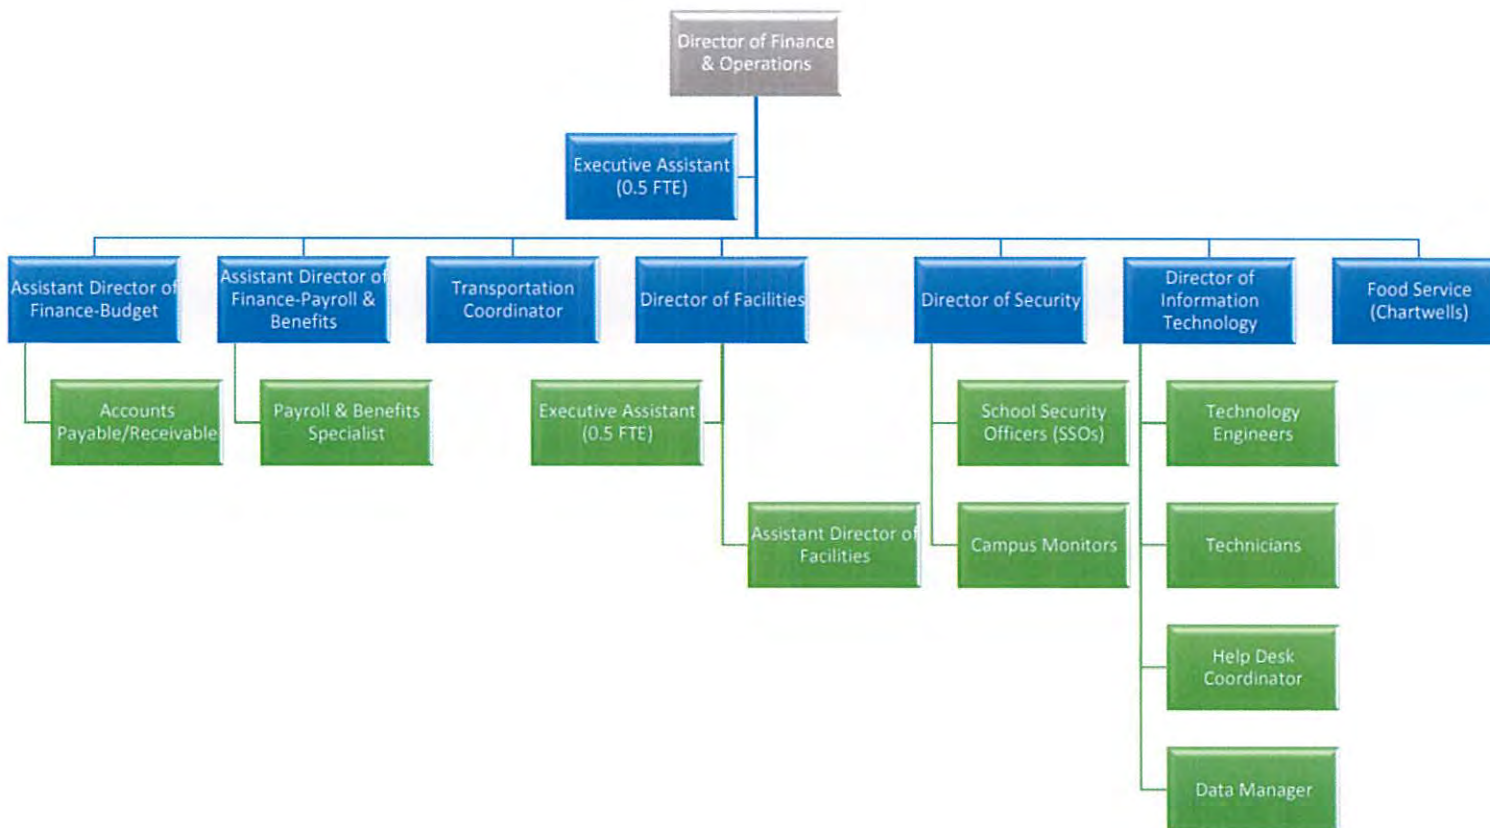 Director of Finance
& Operations
Executive Assistant
(0.5 FTE)
Assistant Director of
Finance-Budget
Assistant Director of
Finance-Payroll &
Benefits
Transportation
Coordinator
Director of Facilities
Director of Security
Director of
Information
Technology
Food Service
(Chartwells)
Accounts
Payable/Receivable
Payroll & Benefits
Specialist
Executive Assistant
(0.5 FTE)
School Security
Officers (SSOs)
Technology
Engineers
Assistant Director of
Facilities
Campus Monitors
Technicians
Help Desk
Coordinator
Data Manager